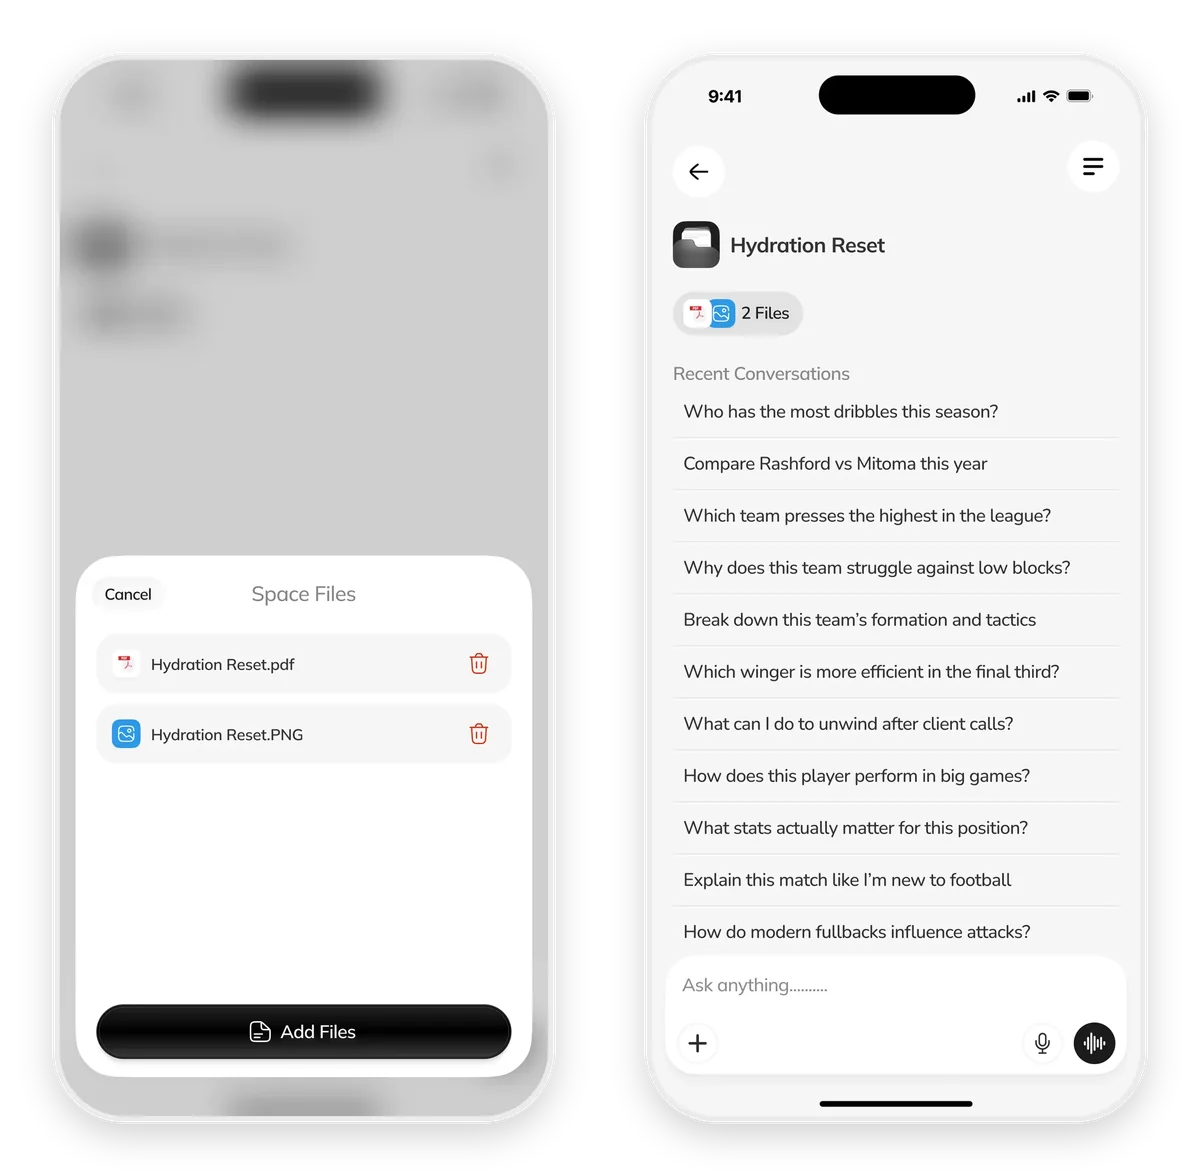 Cancel
Space Files
Hydration Reset.pdf
Hydration Reset.PNG
Add Files
9:41
Hydration Reset
2 Files
Recent Conversations
Who has the most dribbles this season?
Compare Rashford vs Mitoma this year
Which team presses the highest in the league?
Why does this team struggle against low blocks?
Break down this team’s formation and tactics
Which winger is more efficient in the final third?
What can I do to unwind after client calls?
How does this player perform in big games?
What stats actually matter for this position?
Explain this match like I’m new to football
How do modern fullbacks influence attacks?
Ask anything..........